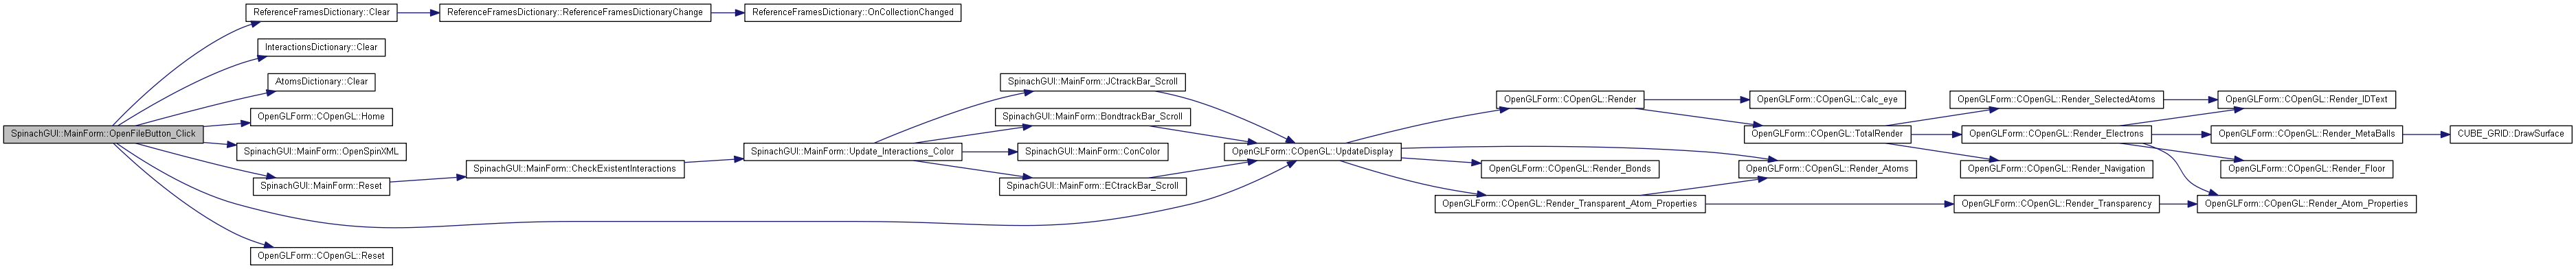 SpinachGUI::MainForm::OpenFileButton_Click
ReferenceFramesDictionary::Clear
ReferenceFramesDictionary::ReferenceFramesDictionaryChange
ReferenceFramesDictionary::OnCollectionChanged
InteractionsDictionary::Clear
AtomsDictionary::Clear
OpenGLForm::COpenGL::Home
SpinachGUI::MainForm::OpenSpinXML
SpinachGUI::MainForm::Reset
OpenGLForm::COpenGL::Reset
SpinachGUI::MainForm::CheckExistentInteractions
SpinachGUI::MainForm::Update_Interactions_Color
SpinachGUI::MainForm::JCtrackBar_Scroll
SpinachGUI::MainForm::BondtrackBar_Scroll
SpinachGUI::MainForm::ConColor
SpinachGUI::MainForm::ECtrackBar_Scroll
OpenGLForm::COpenGL::UpdateDisplay
OpenGLForm::COpenGL::Render
OpenGLForm::COpenGL::Render_Bonds
OpenGLForm::COpenGL::Render_Transparent_Atom_Properties
OpenGLForm::COpenGL::Calc_eye
OpenGLForm::COpenGL::TotalRender
OpenGLForm::COpenGL::Render_Atoms
OpenGLForm::COpenGL::Render_SelectedAtoms
OpenGLForm::COpenGL::Render_Electrons
OpenGLForm::COpenGL::Render_Navigation
OpenGLForm::COpenGL::Render_Transparency
OpenGLForm::COpenGL::Render_IDText
OpenGLForm::COpenGL::Render_MetaBalls
OpenGLForm::COpenGL::Render_Floor
OpenGLForm::COpenGL::Render_Atom_Properties
CUBE_GRID::DrawSurface